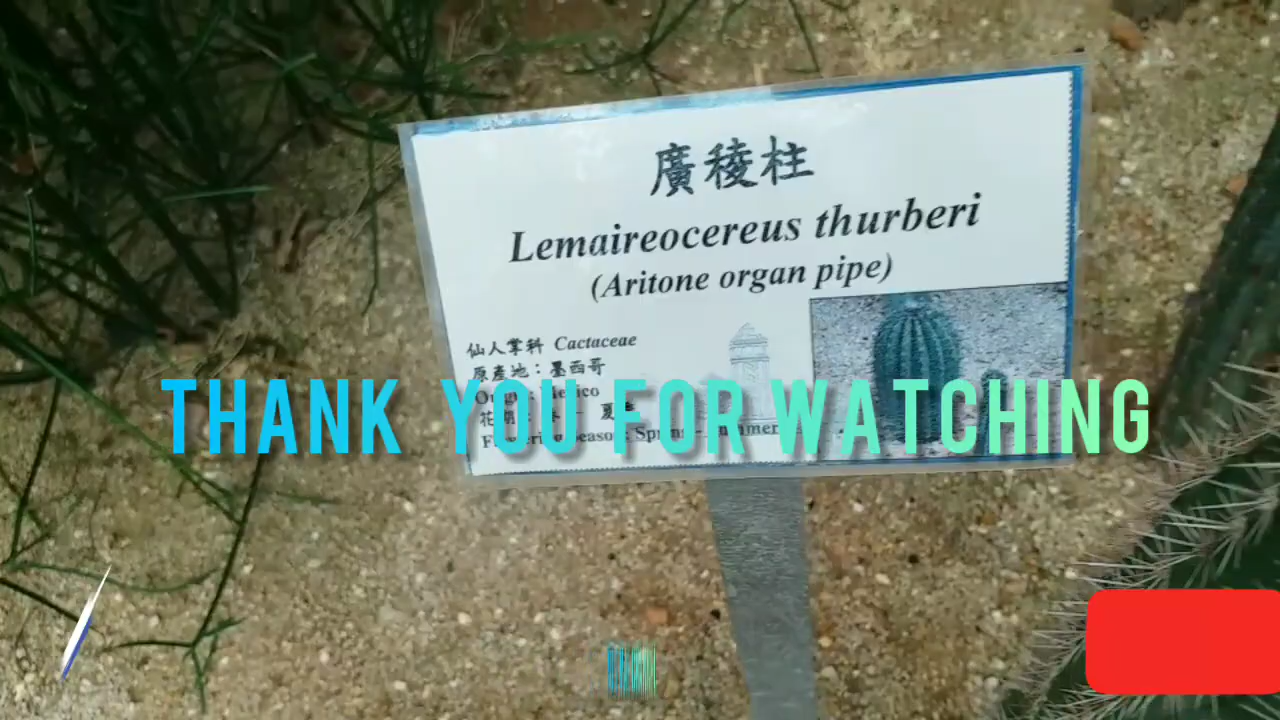 廣稜柱
Lemaireocereus thurberi
(Aritone organ pipe)
仙人掌科 Cactaceae
原產地：墨西哥
THANK YOU FOR WATCHING